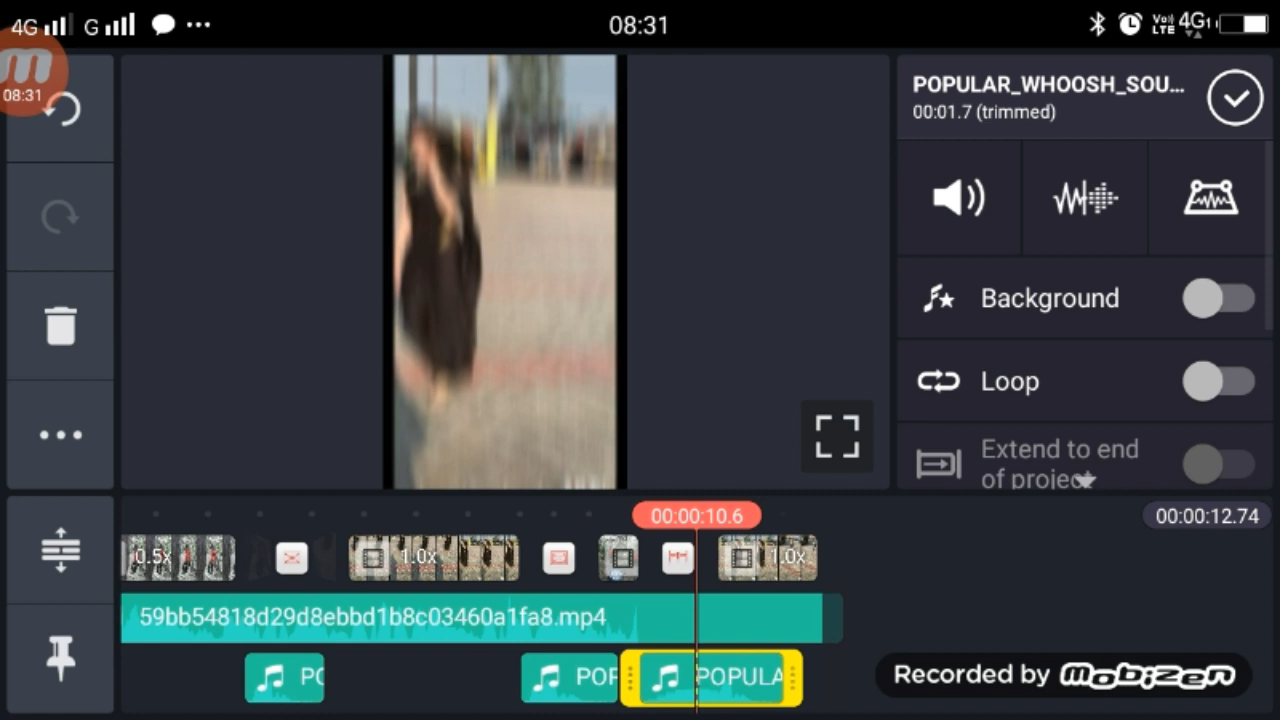 4G G 08:31 Vo) LTE 4G
08:31
POPULAR_WHOOSH_SOU...
00:01.7 (trimmed)
Background
Loop
Extend to end
of project
00:00:10.6
00:00:12.74
0.5x 1.0x 1.0x
59bb54818d29d8ebbd1b8c03460a1fa8.mp4
PO POP POPULA
Recorded by mobizen